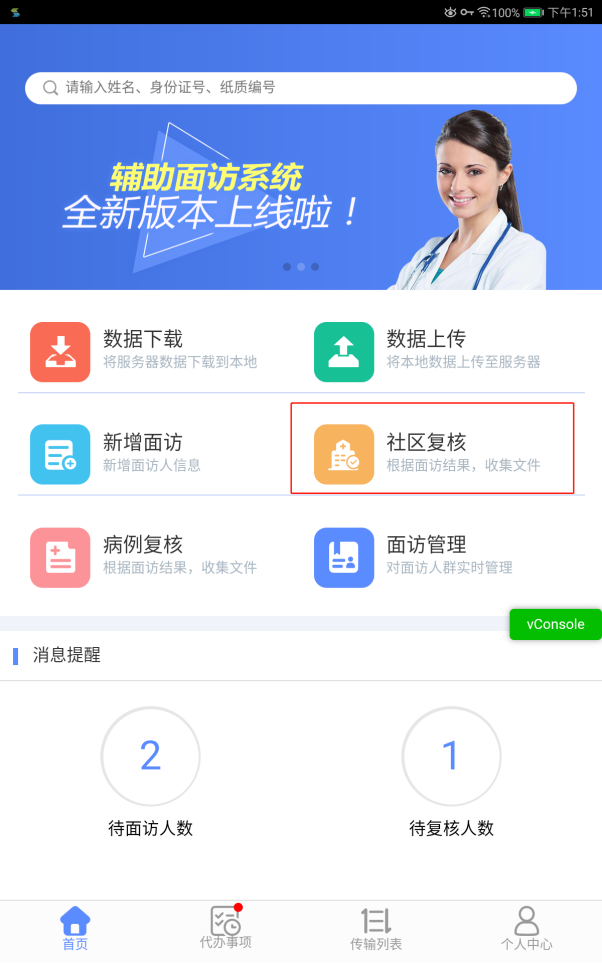 100% 下午1:51
请输入姓名、身份证号、纸质编号
辅助面访系统
全新版本上线啦！
数据下载
将服务器数据下载到本地
数据上传
将本地数据上传至服务器
新增面访
新增面访人信息
社区复核
根据面访结果，收集文件
病例复核
根据面访结果，收集文件
面访管理
对面访人群实时管理
vConsole
消息提醒
2
待面访人数
1
待复核人数
首页
代办事项
传输列表
个人中心